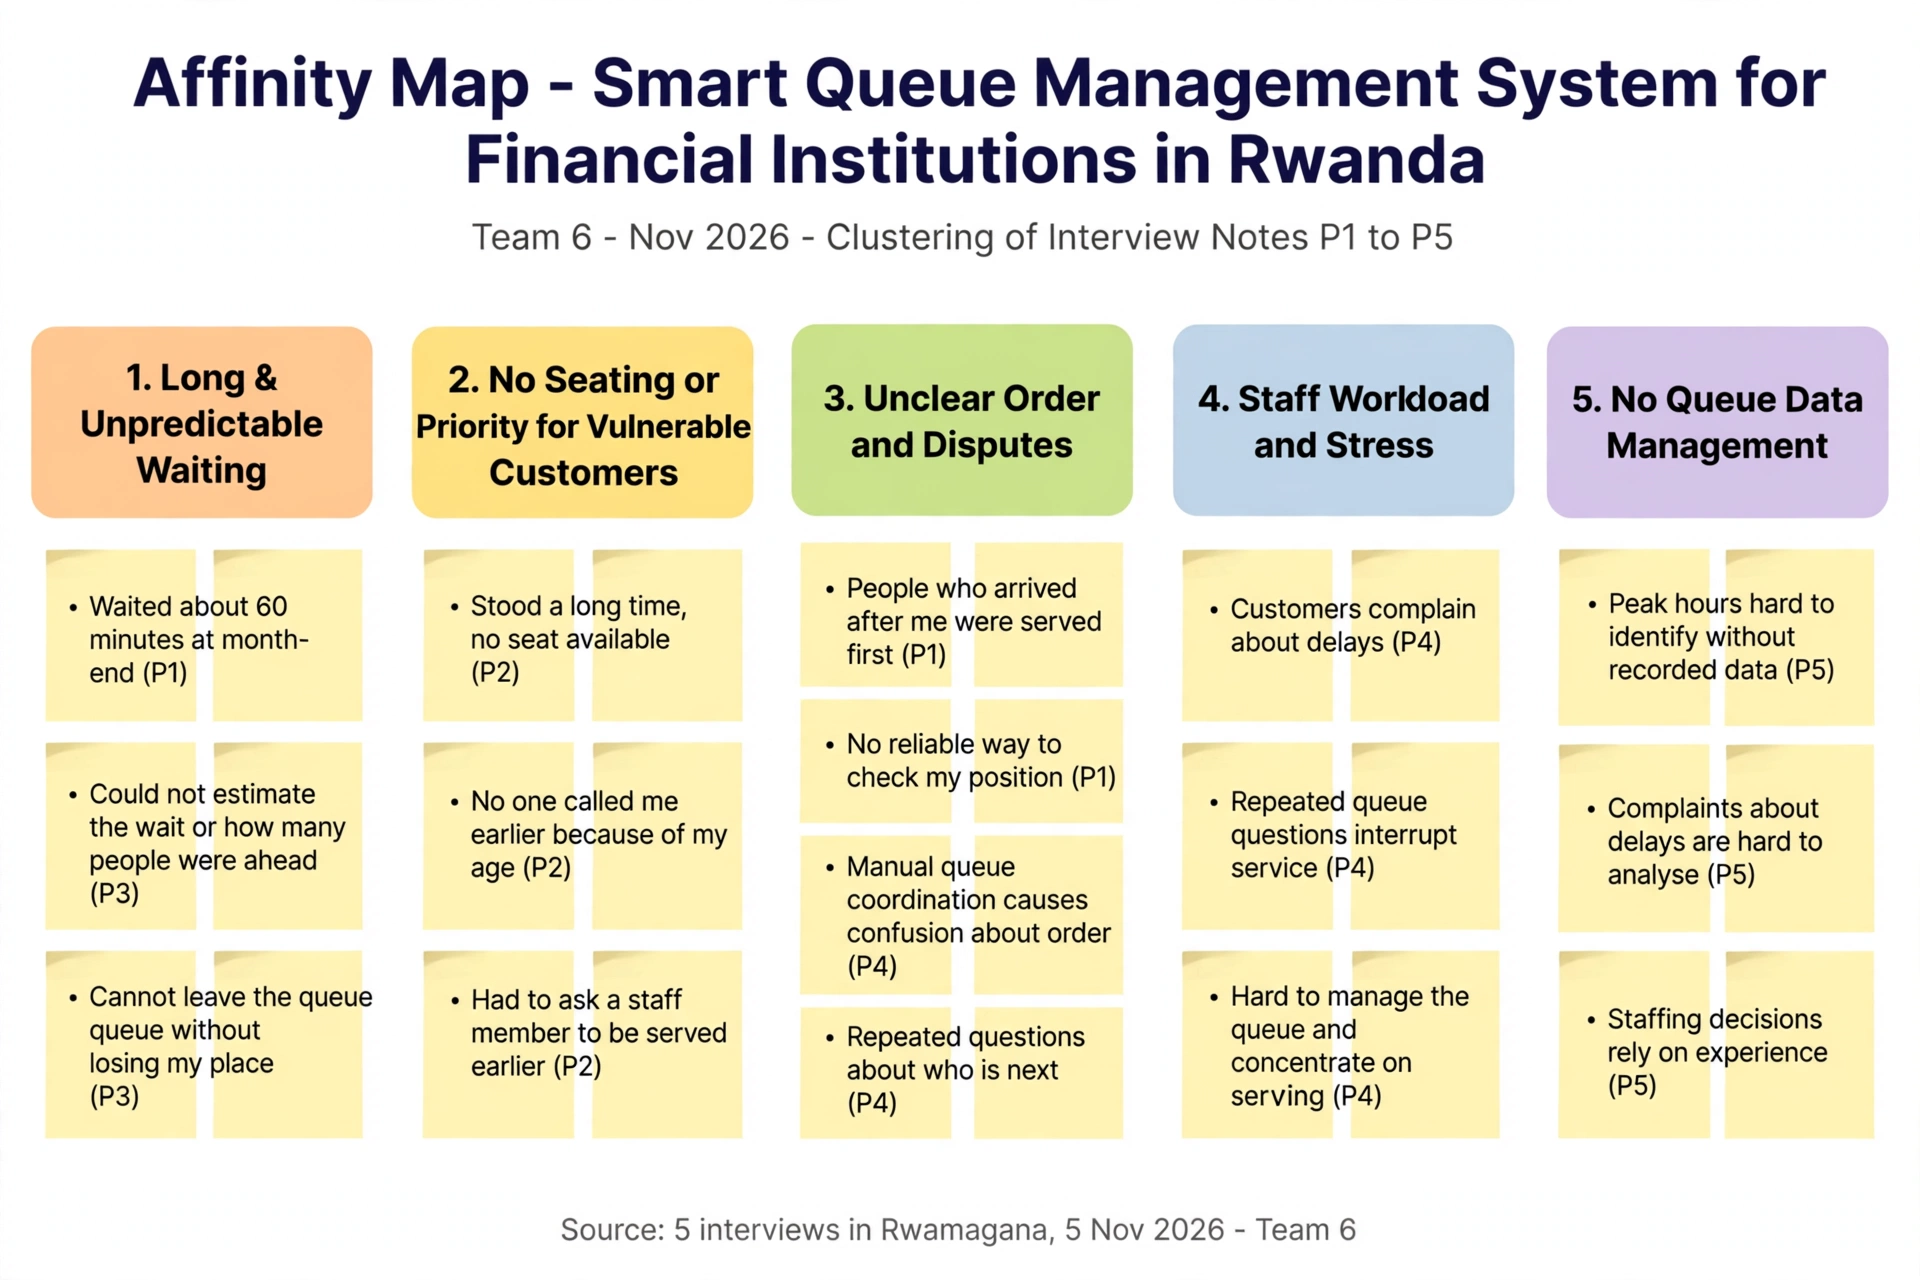 Affinity Map - Smart Queue Management System for
Financial Institutions in Rwanda
Team 6 - Nov 2026 - Clustering of Interview Notes P1 to P5
1. Long &
Unpredictable
Waiting
• Waited about 60
minutes at month-
end (P1)
• Could not estimate
the wait or how many
people were ahead
(P3)
• Cannot leave the queue
queue without
losing my place
(P3)
2. No Seating or
Priority for Vulnerable
Customers
• Stood a long time,
no seat available
(P2)
• No one called me
earlier because of my
age (P2)
• Had to ask a staff
member to be served
earlier (P2)
3. Unclear Order
and Disputes
• People who arrived
after me were served
first (P1)
• No reliable way to
check my position (P1)
• Manual queue
coordination causes
confusion about order
(P4)
• Repeated questions
about who is next
(P4)
4. Staff Workload
and Stress
• Customers complain
about delays (P4)
• Repeated queue
questions interrupt
service (P4)
• Hard to manage the
queue and
concentrate on
serving (P4)
5. No Queue Data
Management
• Peak hours hard to
identify without
recorded data (P5)
• Complaints about
delays are hard to
analyse (P5)
• Staffing decisions
rely on experience
(P5)
Source: 5 interviews in Rwamagana, 5 Nov 2026 - Team 6